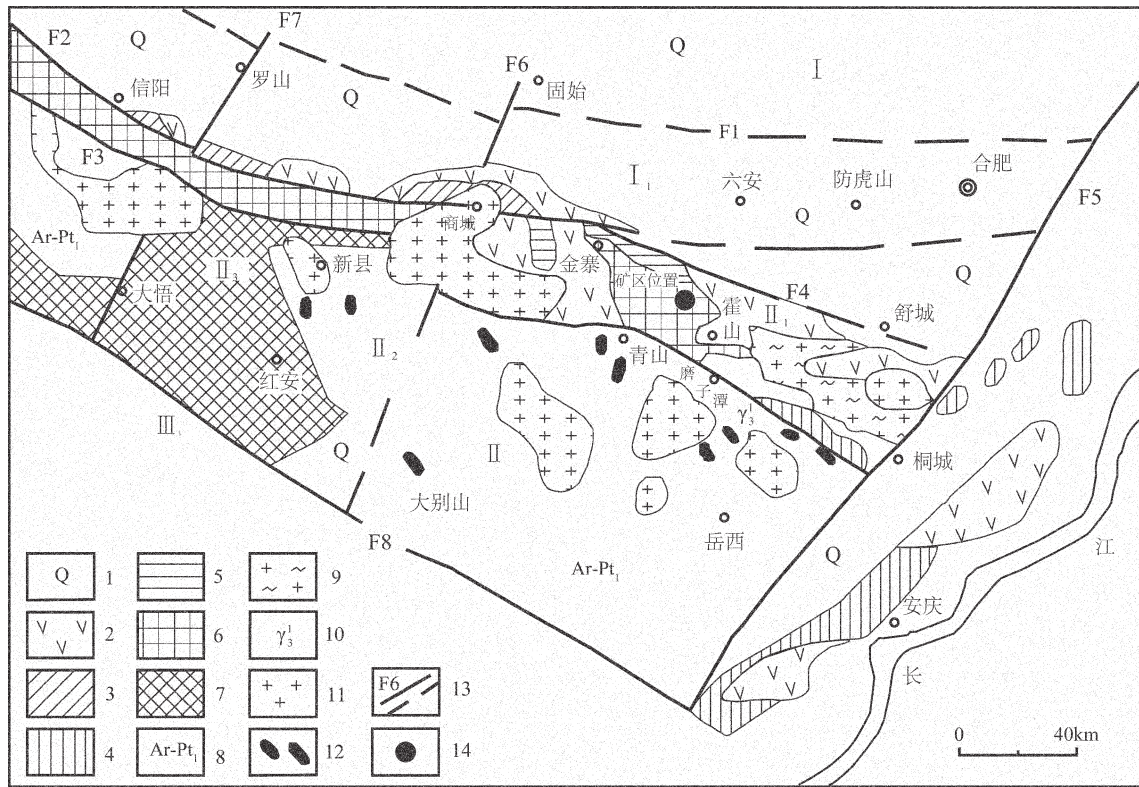 F7
F2
Q
Q
Ⅰ
罗山
F6
信阳
固始
Q
F1
合肥
F3
Ⅰ₁
六安
防虎山
F5
商城
Q
Ar-Pt₁
金寨
Q
Ⅱ₃
新县
矿区位置
F4
大悟
霍山
Ⅱ₁
舒城
Ⅱ₂
青山
红安
磨子潭
Ⅲ₁
γ₃¹
Q
Ⅱ
桐城
大别山
岳西
F8
江
Q
Ar-Pt₁
Q 1
5
9
安庆
2
6
γ₃¹ 10
长
3
7
11
F6 13
0 40km
4
Ar-Pt₁ 8
12
14